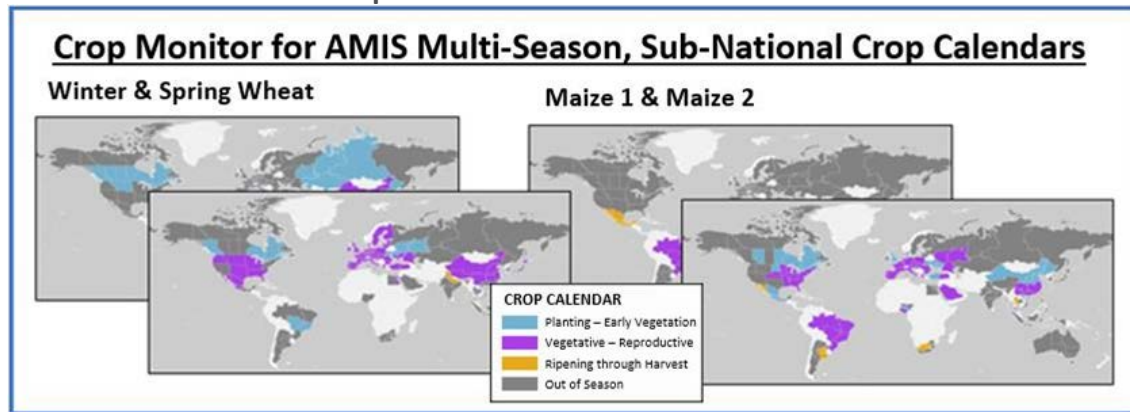 Crop Monitor for AMIS Multi-Season, Sub-National Crop Calendars
Winter & Spring Wheat
Maize 1 & Maize 2
CROP CALENDAR
Planting – Early Vegetation
Vegetative – Reproductive
Ripening through Harvest
Out of Season